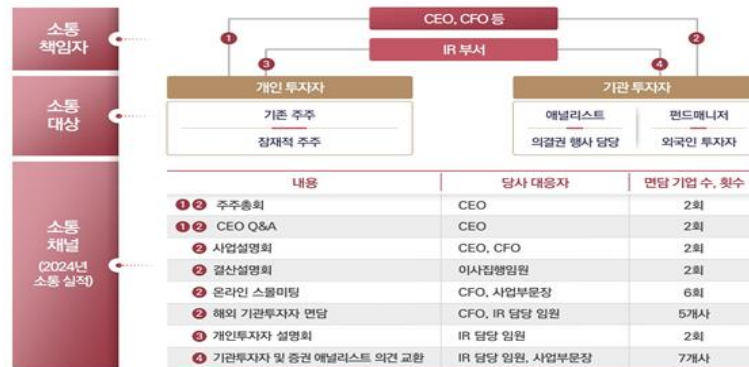 소통
책임자
CEO, CFO 등
IR 부서
1
2
3
4
소통
대상
개인 투자자
기존 주주
잠재적 주주
기관 투자자
애널리스트
펀드매니저
의결권 행사 담당
외국인 투자자
소통
채널
(2024년
소통 실적)
내용 당사 대응자 면담 기업 수, 횟수
1 2 주주총회 CEO 2회
1 2 CEO Q&A CEO 2회
2 사업설명회 CEO, CFO 2회
2 결산설명회 이사집행임원 2회
2 온라인 스몰미팅 CFO, 사업부문장 6회
2 해외 기관투자자 면담 CFO, IR 담당 임원 5개사
3 개인투자자 설명회 IR 담당 임원 2회
4 기관투자자 및 증권 애널리스트 의견 교환 IR 담당 임원, 사업부문장 7개사